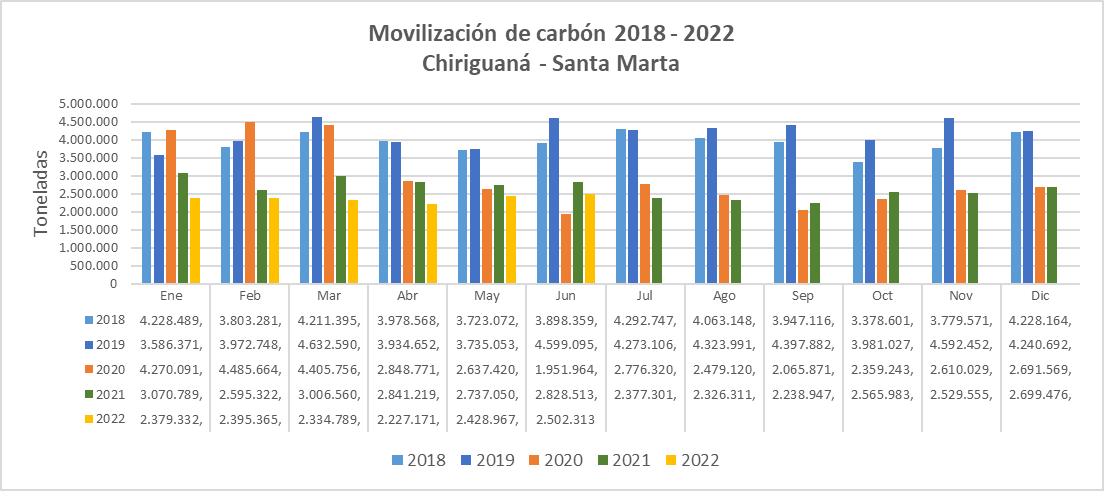 Movilización de carbón 2018 - 2022
Chiriguaná - Santa Marta
Toneladas
5.000.000
4.500.000
4.000.000
3.500.000
3.000.000
2.500.000
2.000.000
1.500.000
1.000.000
500.000
0
Ene Feb Mar Abr May Jun Jul Ago Sep Oct Nov Dic
2018 4.228.489, 3.803.281, 4.211.395, 3.978.568, 3.723.072, 3.898.359, 4.292.747, 4.063.148, 3.947.116, 3.378.601, 3.779.571, 4.228.164,
2019 3.586.371, 3.972.748, 4.632.590, 3.934.652, 3.735.053, 4.599.095, 4.273.106, 4.323.991, 4.397.882, 3.981.027, 4.592.452, 4.240.692,
2020 4.270.091, 4.485.664, 4.405.756, 2.848.771, 2.637.420, 1.951.964, 2.776.320, 2.479.120, 2.065.871, 2.359.243, 2.610.029, 2.691.569,
2021 3.070.789, 2.595.322, 3.006.560, 2.841.219, 2.737.050, 2.828.513, 2.377.301, 2.326.311, 2.238.947, 2.565.983, 2.529.555, 2.699.476,
2022 2.379.332, 2.395.365, 2.334.789, 2.227.171, 2.428.967, 2.502.313
2018 2019 2020 2021 2022